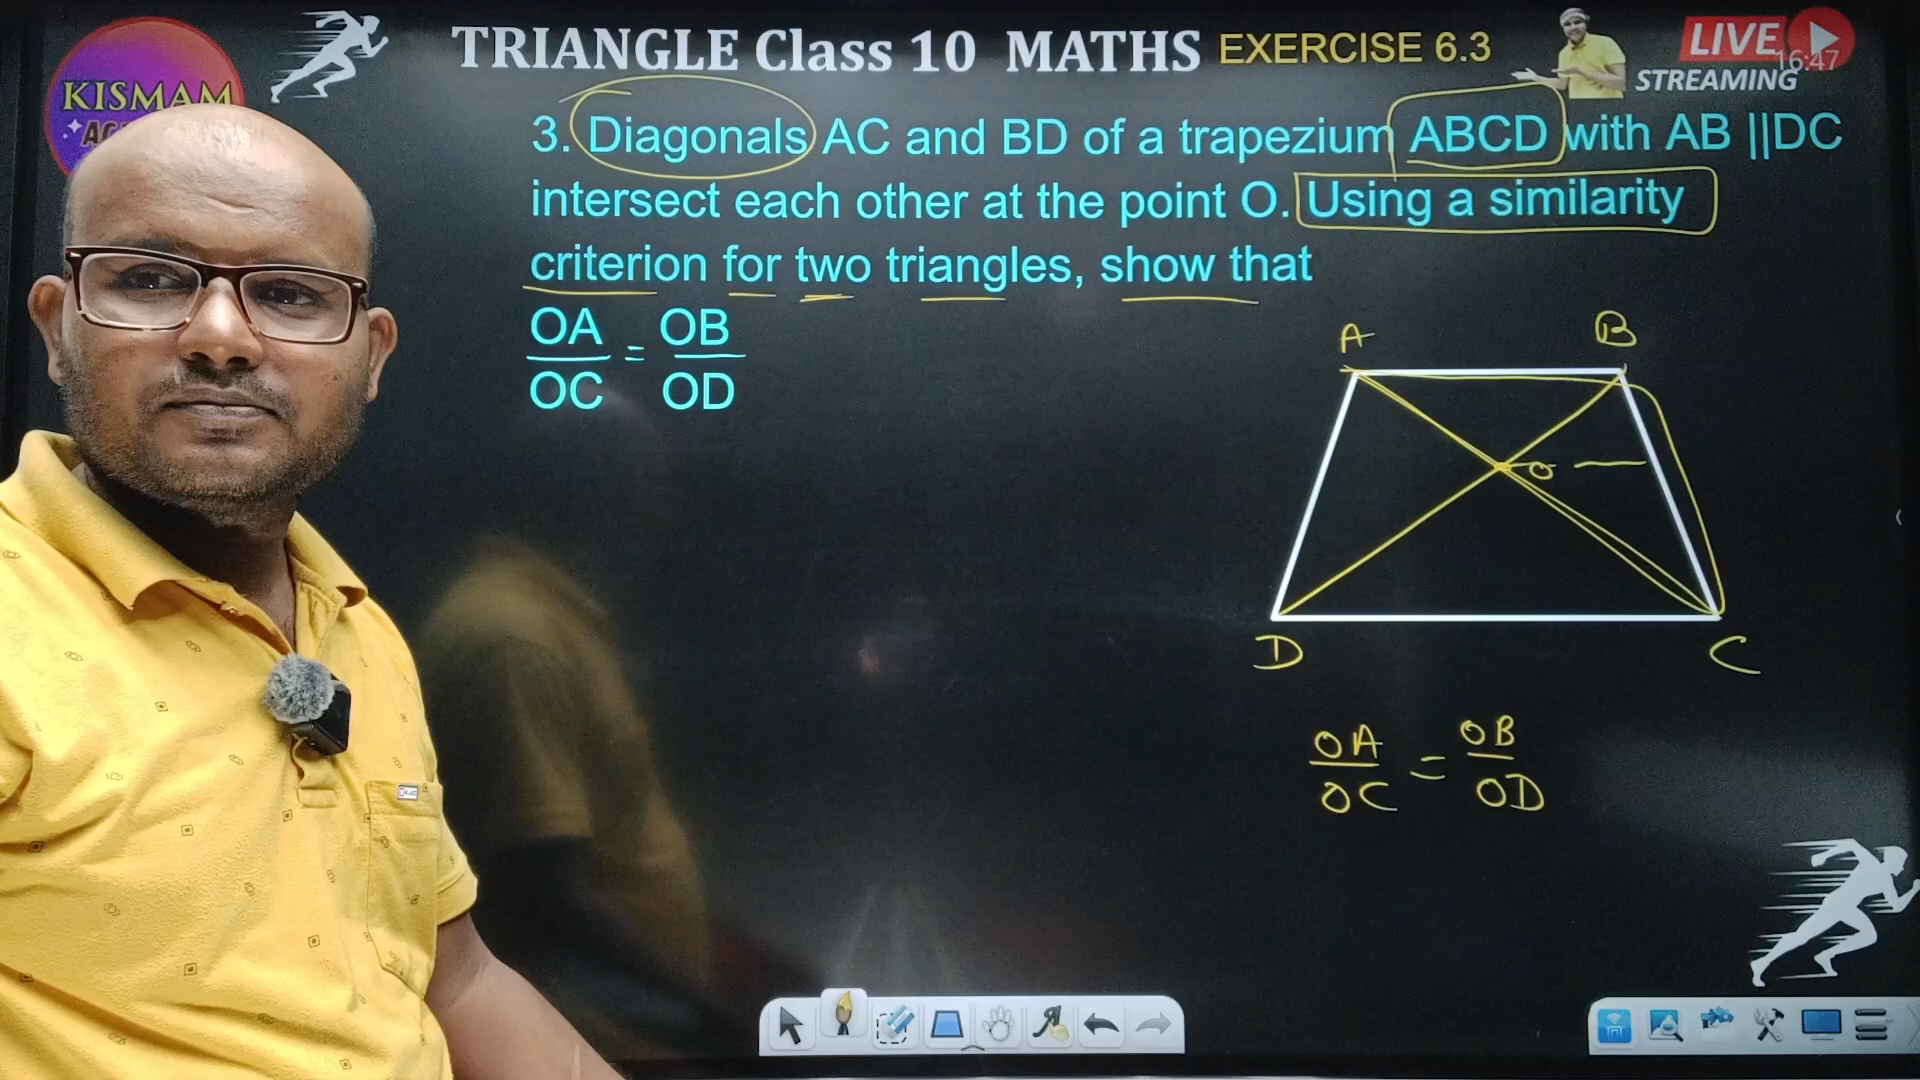 KISMAM
TRIANGLE Class 10 MATHS EXERCISE 6.3
LIVE
16:47
STREAMING
3. Diagonals AC and BD of a trapezium ABCD with AB ||DC
intersect each other at the point O. Using a similarity
criterion for two triangles, show that
OA = OB
OC OD
A B
O
D C
OA = OB
OC OD